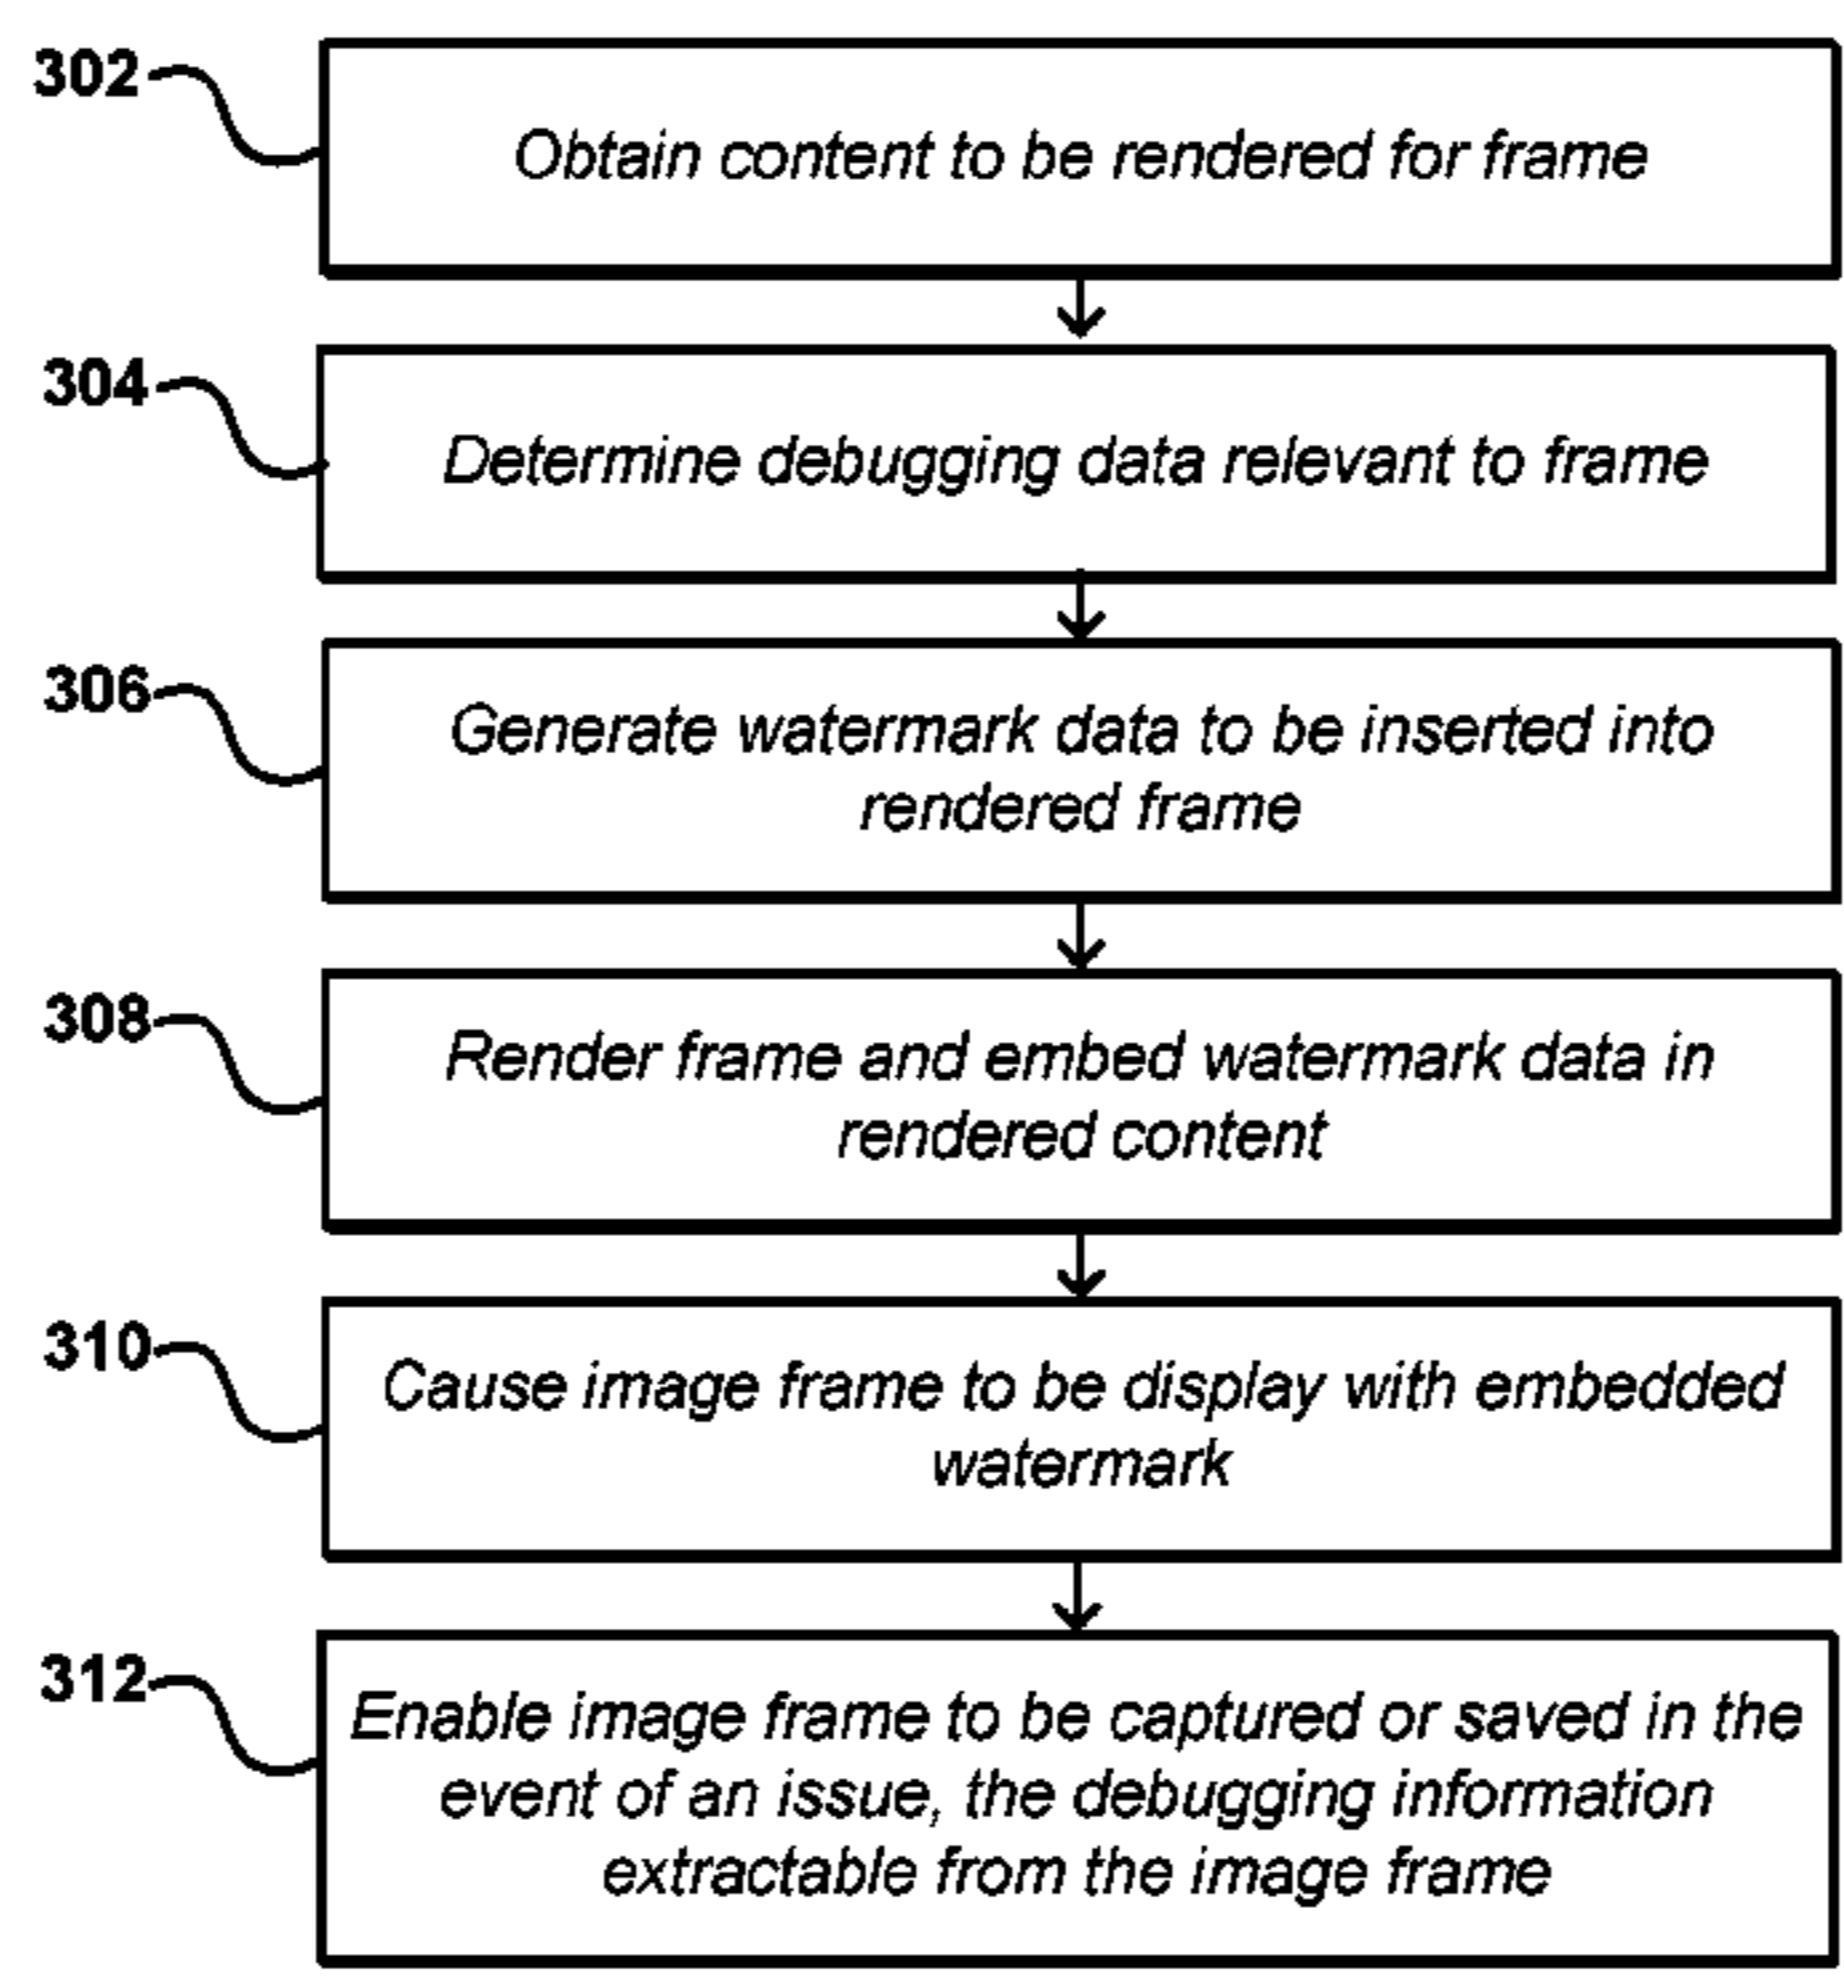 302
Obtain content to be rendered for frame
304
Determine debugging data relevant to frame
306
Generate watermark data to be inserted into
rendered frame
308
Render frame and embed watermark data in
rendered content
310
Cause image frame to be display with embedded
watermark
312
Enable image frame to be captured or saved in the
event of an issue, the debugging information
extractable from the image frame